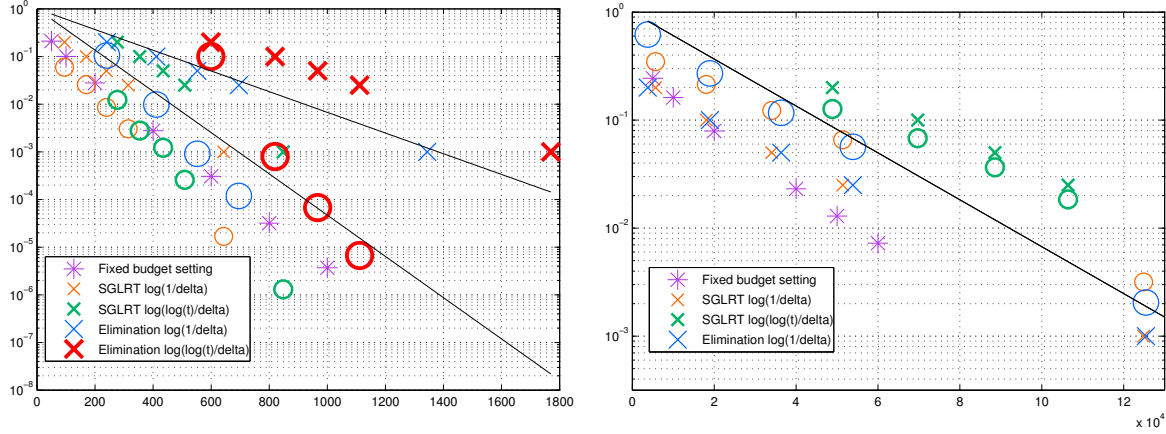 10^0
10^-1
10^-2
10^-3
10^-4
10^-5
10^-6
10^-7
10^-8
0 200 400 600 800 1000 1200 1400 1600 1800
Fixed budget setting
SGLRT log(1/delta)
SGLRT log(log(t)/delta)
Elimination log(1/delta)
Elimination log(log(t)/delta)
10^0
10^-1
10^-2
10^-3
0 2 4 6 8 10 12
x 10^4
Fixed budget setting
SGLRT log(1/delta)
SGLRT log(log(t)/delta)
Elimination log(1/delta)